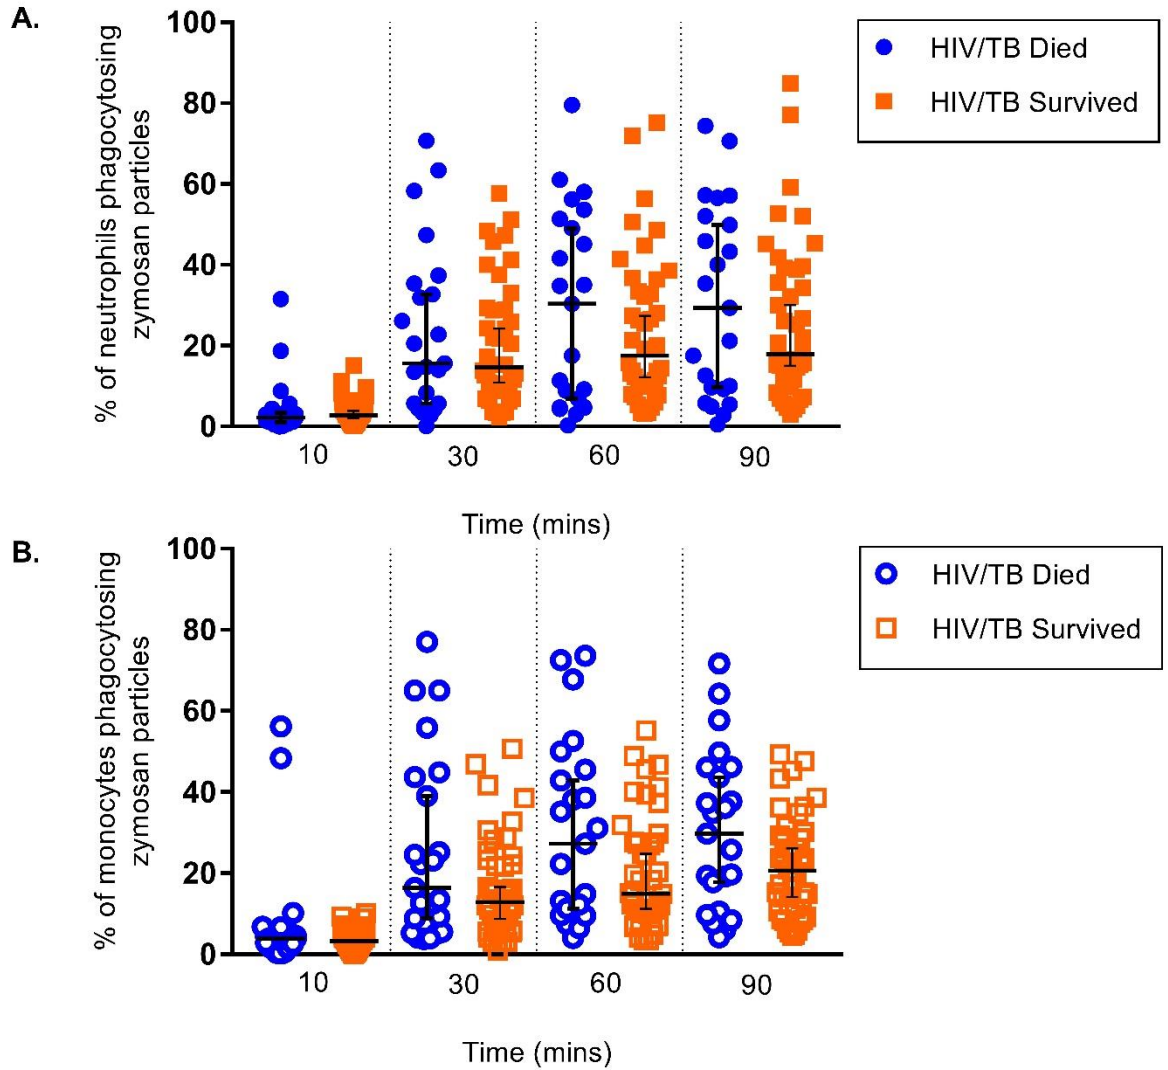 A.
% of neutrophils phagocytosing
zymosan particles
100
80
60
40
20
0
10
30
60
90
Time (mins)
HIV/TB Died
HIV/TB Survived
B.
% of monocytes phagocytosing
zymosan particles
100
80
60
40
20
0
10
30
60
90
Time (mins)
HIV/TB Died
HIV/TB Survived